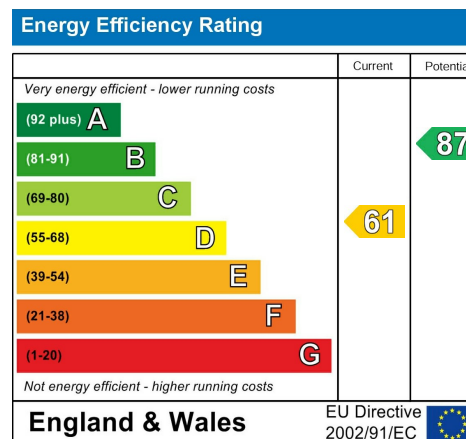 Energy Efficiency Rating
Current Potentia
Very energy efficient - lower running costs
(92 plus) A
(81-91) B
87
(69-80) C
(55-68) D
61
(39-54) E
(21-38) F
(1-20) G
Not energy efficient - higher running costs
England & Wales
EU Directive
2002/91/EC